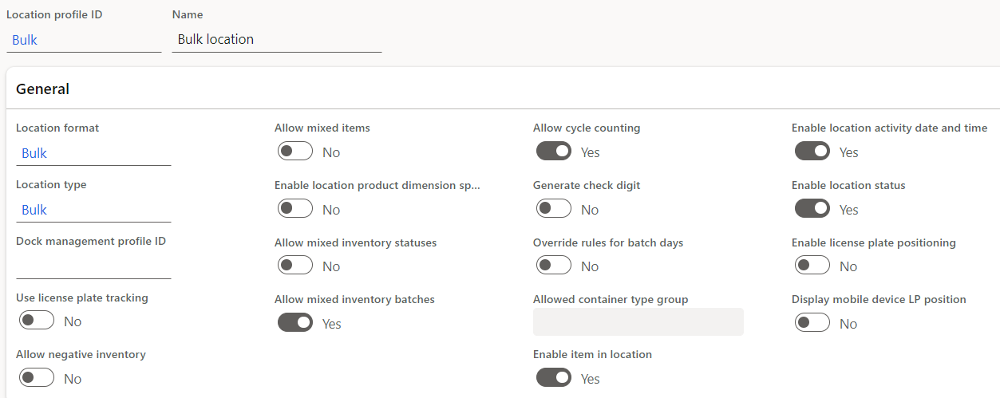 Location profile ID
Name
Bulk
Bulk location
General
Location format
Bulk
Location type
Bulk
Dock management profile ID
Use license plate tracking
No
Allow negative inventory
No
Allow mixed items
No
Enable location product dimension sp...
No
Allow mixed inventory statuses
No
Allow mixed inventory batches
Yes
Allow cycle counting
Yes
Generate check digit
No
Override rules for batch days
No
Allowed container type group
Enable item in location
Yes
Enable location activity date and time
Yes
Enable location status
Yes
Enable license plate positioning
No
Display mobile device LP position
No